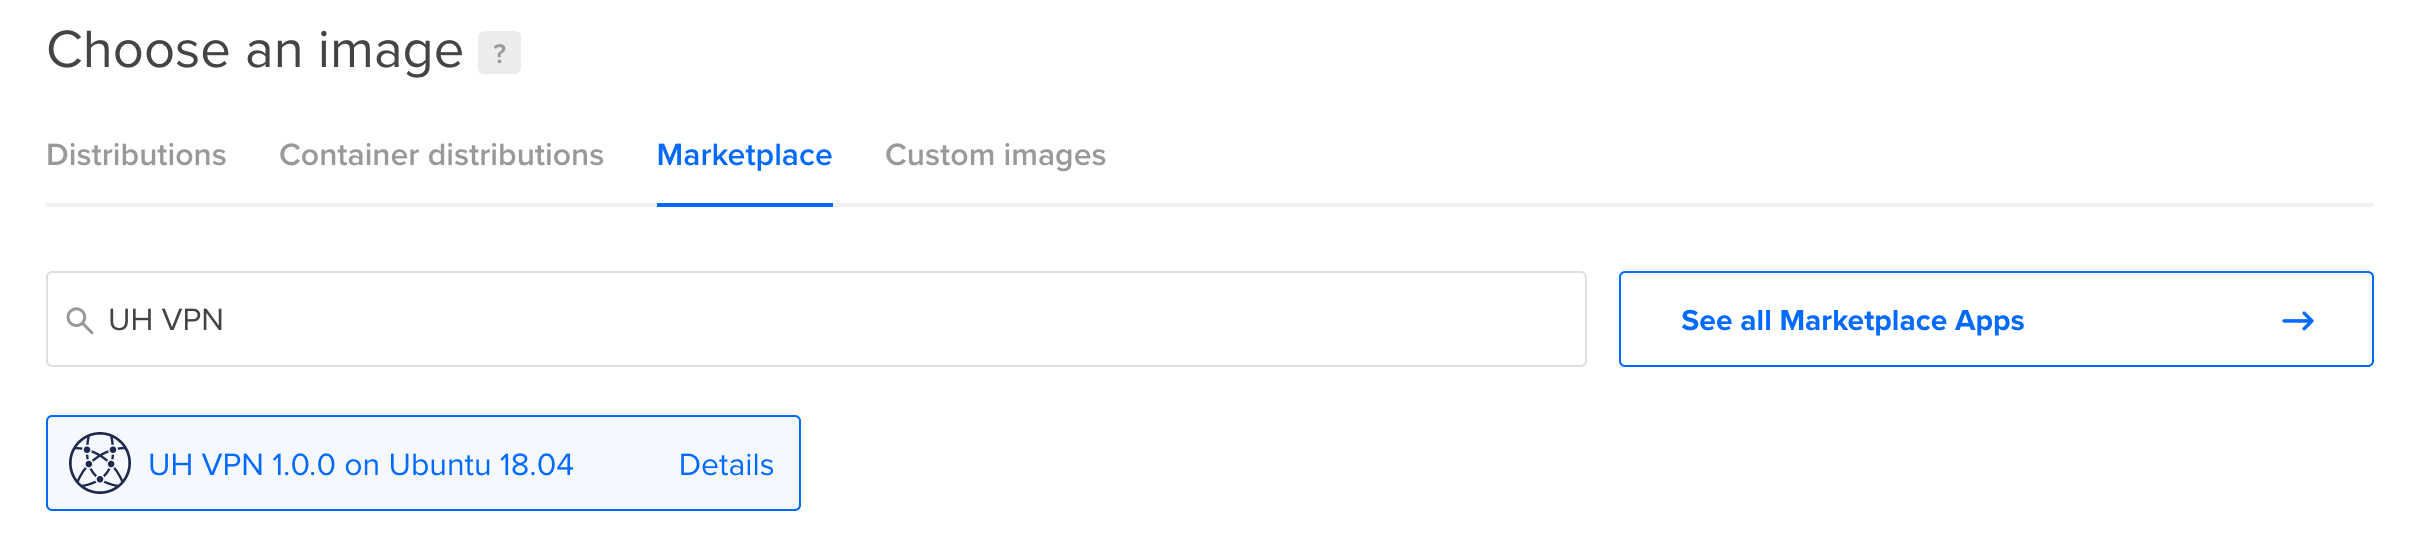 Choose an image ?
Distributions Container distributions Marketplace Custom images
UH VPN See all Marketplace Apps →
UH VPN 1.0.0 on Ubuntu 18.04 Details